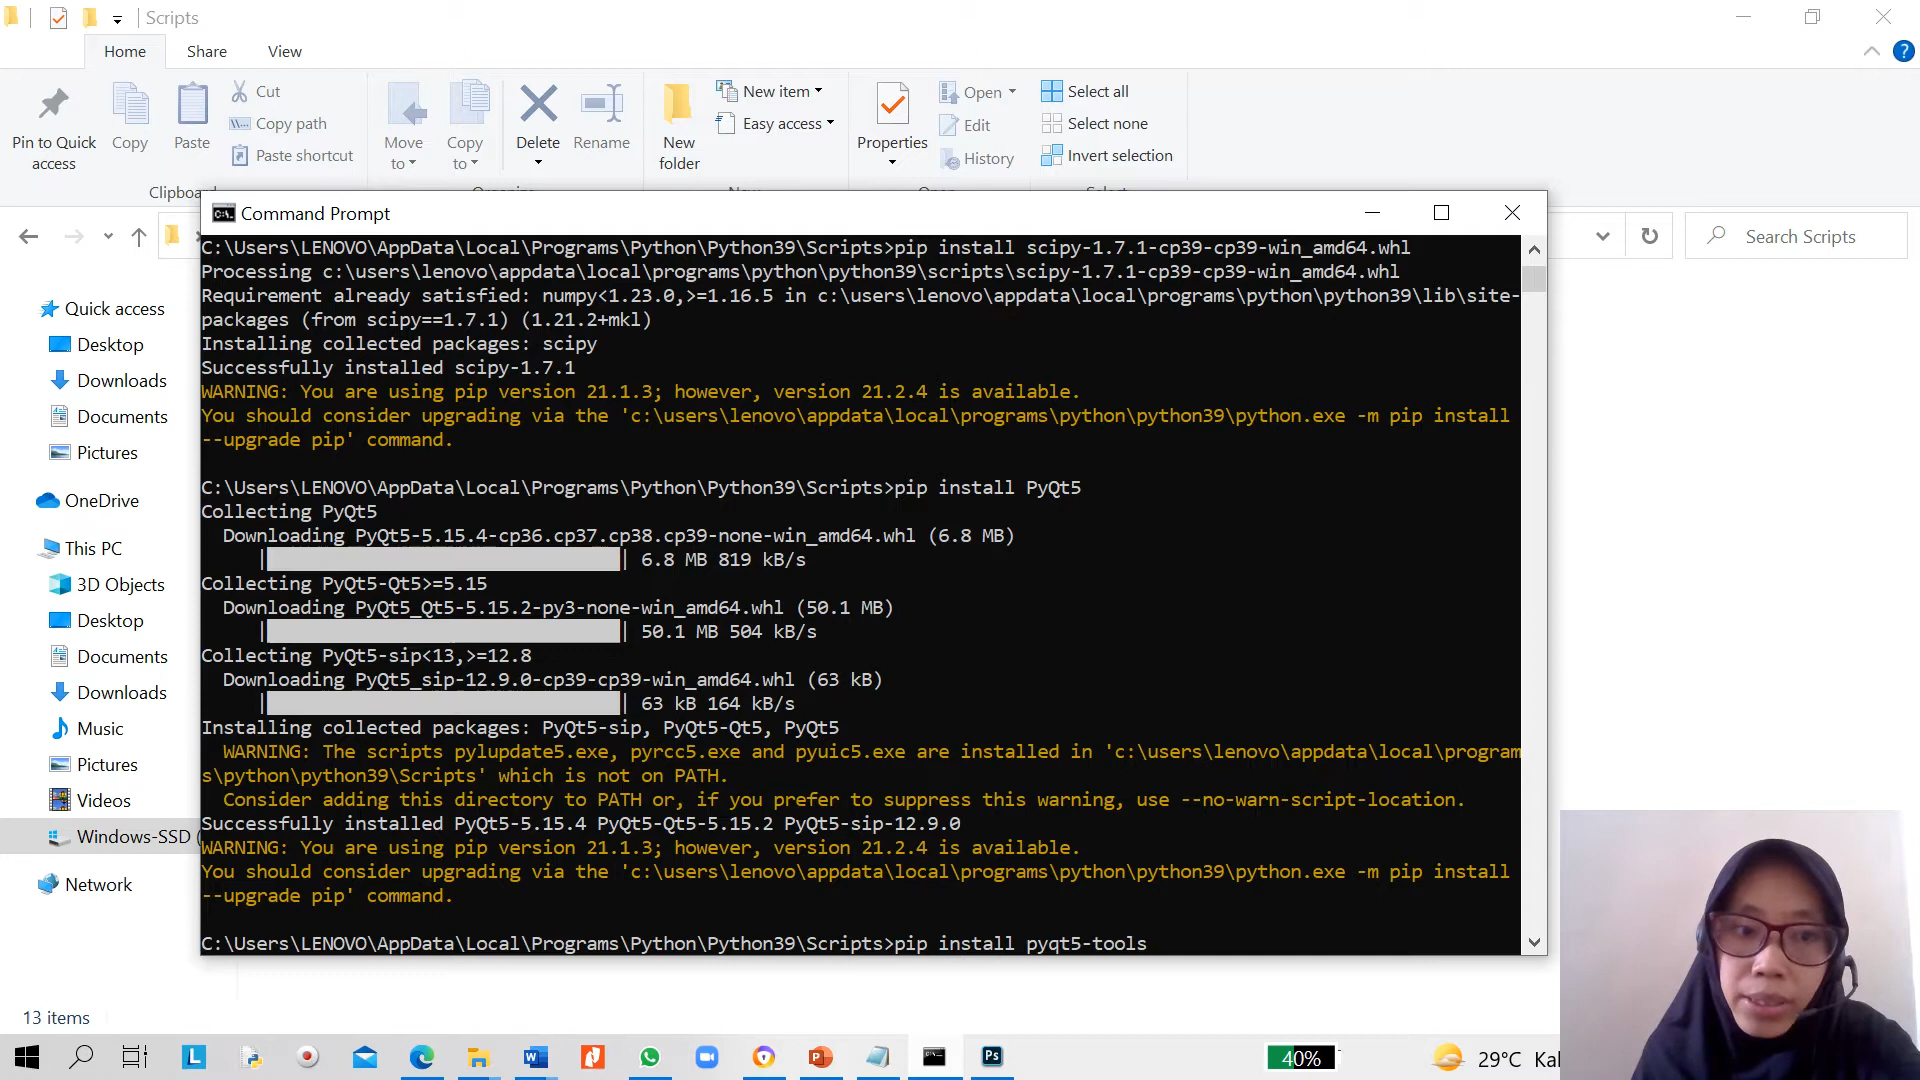 Scripts
Home Share View
Pin to Quick access
Copy
Paste
Cut
Copy path
Paste shortcut
Move to
Copy to
Delete
Rename
New folder
New item
Easy access
Properties
Open
Edit
History
Select all
Select none
Invert selection
Search Scripts
Quick access
Desktop
Downloads
Documents
Pictures
OneDrive
This PC
3D Objects
Desktop
Documents
Downloads
Music
Pictures
Videos
Windows-SSD (
Network
13 items
Command Prompt
C:\Users\LENOVO\AppData\Local\Programs\Python\Python39\Scripts>pip install scipy-1.7.1-cp39-cp39-win_amd64.whl
Processing c:\users\lenovo\appdata\local\programs\python\python39\scripts\scipy-1.7.1-cp39-cp39-win_amd64.whl
Requirement already satisfied: numpy<1.23.0,>=1.16.5 in c:\users\lenovo\appdata\local\programs\python\python39\lib\site-
packages (from scipy==1.7.1) (1.21.2+mkl)
Installing collected packages: scipy
Successfully installed scipy-1.7.1
WARNING: You are using pip version 21.1.3; however, version 21.2.4 is available.
You should consider upgrading via the 'c:\users\lenovo\appdata\local\programs\python\python39\python.exe -m pip install
--upgrade pip' command.
C:\Users\LENOVO\AppData\Local\Programs\Python\Python39\Scripts>pip install PyQt5
Collecting PyQt5
Downloading PyQt5-5.15.4-cp36.cp37.cp38.cp39-none-win_amd64.whl (6.8 MB)
| | 6.8 MB 819 kB/s
Collecting PyQt5-Qt5>=5.15
Downloading PyQt5_Qt5-5.15.2-py3-none-win_amd64.whl (50.1 MB)
| | 50.1 MB 504 kB/s
Collecting PyQt5-sip<13,>=12.8
Downloading PyQt5_sip-12.9.0-cp39-cp39-win_amd64.whl (63 kB)
| | 63 kB 164 kB/s
Installing collected packages: PyQt5-sip, PyQt5-Qt5, PyQt5
WARNING: The scripts pylupdate5.exe, pyrcc5.exe and pyuic5.exe are installed in 'c:\users\lenovo\appdata\local\program
s\python\python39\Scripts' which is not on PATH.
Consider adding this directory to PATH or, if you prefer to suppress this warning, use --no-warn-script-location.
Successfully installed PyQt5-5.15.4 PyQt5-Qt5-5.15.2 PyQt5-sip-12.9.0
WARNING: You are using pip version 21.1.3; however, version 21.2.4 is available.
You should consider upgrading via the 'c:\users\lenovo\appdata\local\programs\python\python39\python.exe -m pip install
--upgrade pip' command.
C:\Users\LENOVO\AppData\Local\Programs\Python\Python39\Scripts>pip install pyqt5-tools
40%
29°C